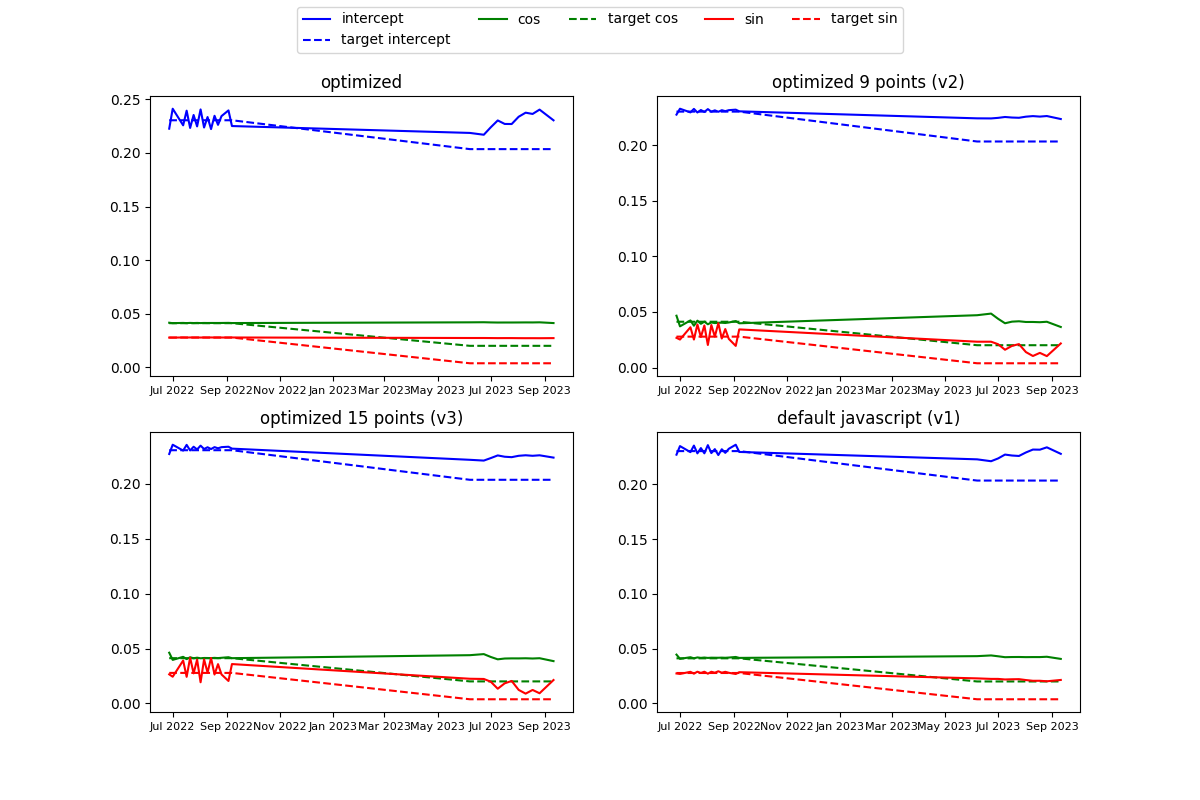 intercept cos target cos sin target sin
target intercept
optimized
0.25
0.20
0.15
0.10
0.05
0.00
Jul 2022 Sep 2022 Nov 2022 Jan 2023 Mar 2023 May 2023 Jul 2023 Sep 2023
optimized 9 points (v2)
0.20
0.15
0.10
0.05
0.00
Jul 2022 Sep 2022 Nov 2022 Jan 2023 Mar 2023 May 2023 Jul 2023 Sep 2023
optimized 15 points (v3)
0.20
0.15
0.10
0.05
0.00
Jul 2022 Sep 2022 Nov 2022 Jan 2023 Mar 2023 May 2023 Jul 2023 Sep 2023
default javascript (v1)
0.20
0.15
0.10
0.05
0.00
Jul 2022 Sep 2022 Nov 2022 Jan 2023 Mar 2023 May 2023 Jul 2023 Sep 2023